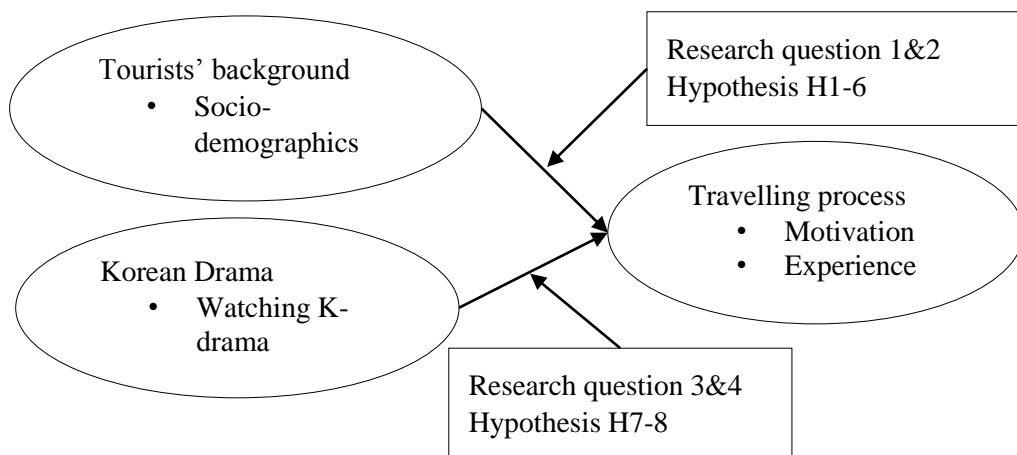 Tourists' background
• Socio-
demographics
Research question 1&2
Hypothesis H1-6
Travelling process
• Motivation
• Experience
Korean Drama
• Watching K-
drama
Research question 3&4
Hypothesis H7-8